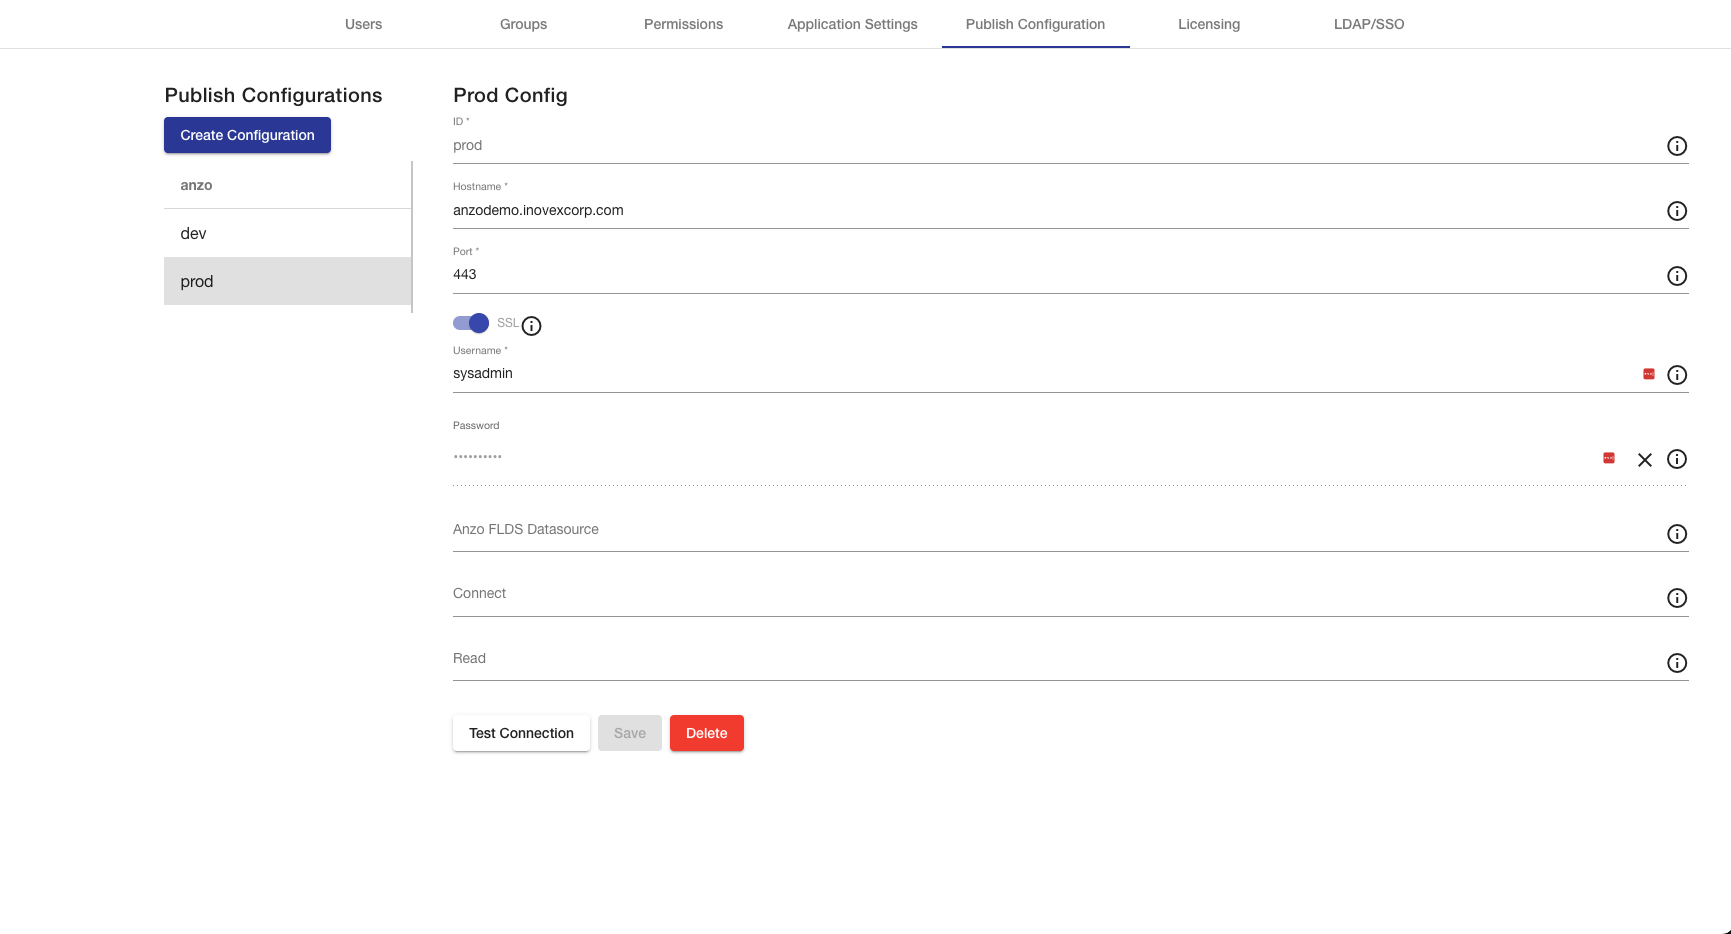 Users Groups Permissions Application Settings Publish Configuration Licensing LDAP/SSO
Publish Configurations
Create Configuration
anzo
dev
prod
Prod Config
ID *
prod
Hostname *
anzodemo.inovexcorp.com
Port *
443
SSL
Username *
sysadmin
Password
••••••••••
Anzo FLDS Datasource
Connect
Read
Test Connection Save Delete